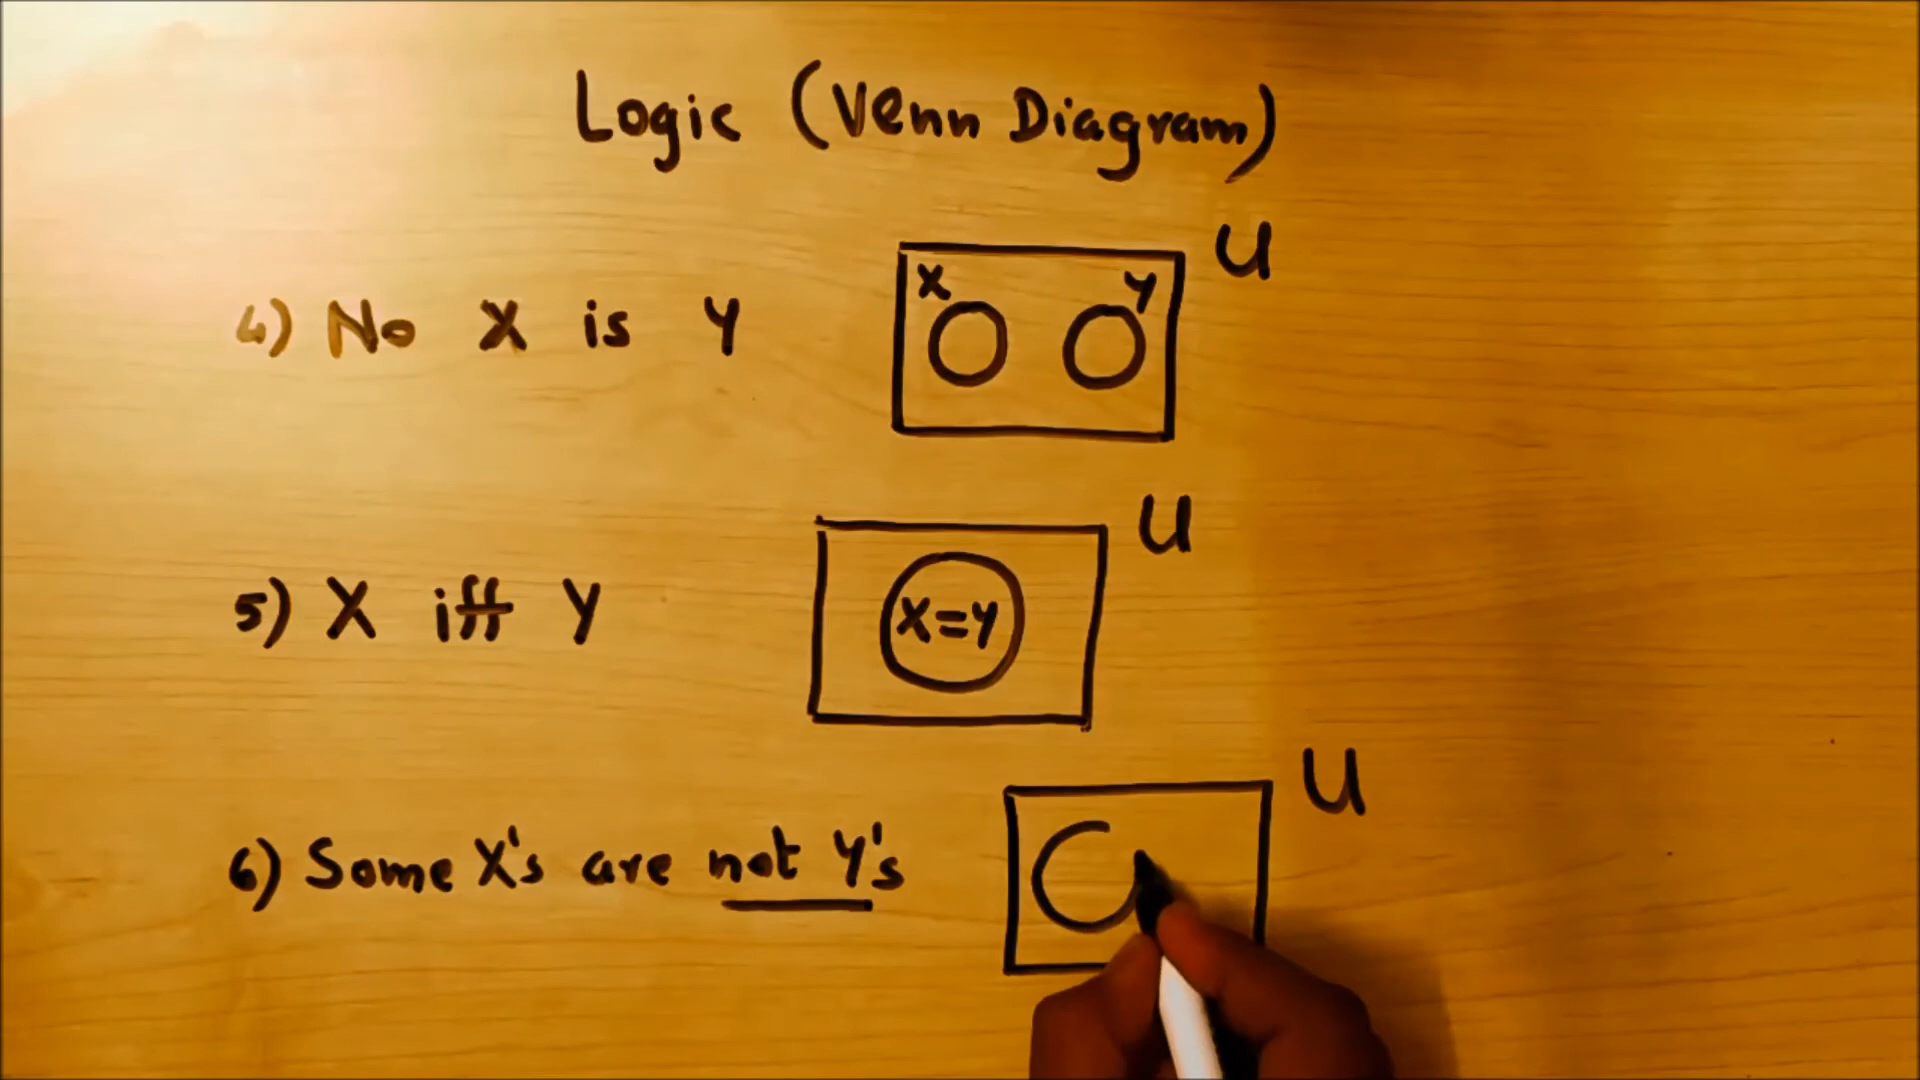 Logic (Venn Diagram)
U
X Y
4) No X is Y
U
5) X iff Y
X=Y
U
6) Some X's are not Y's